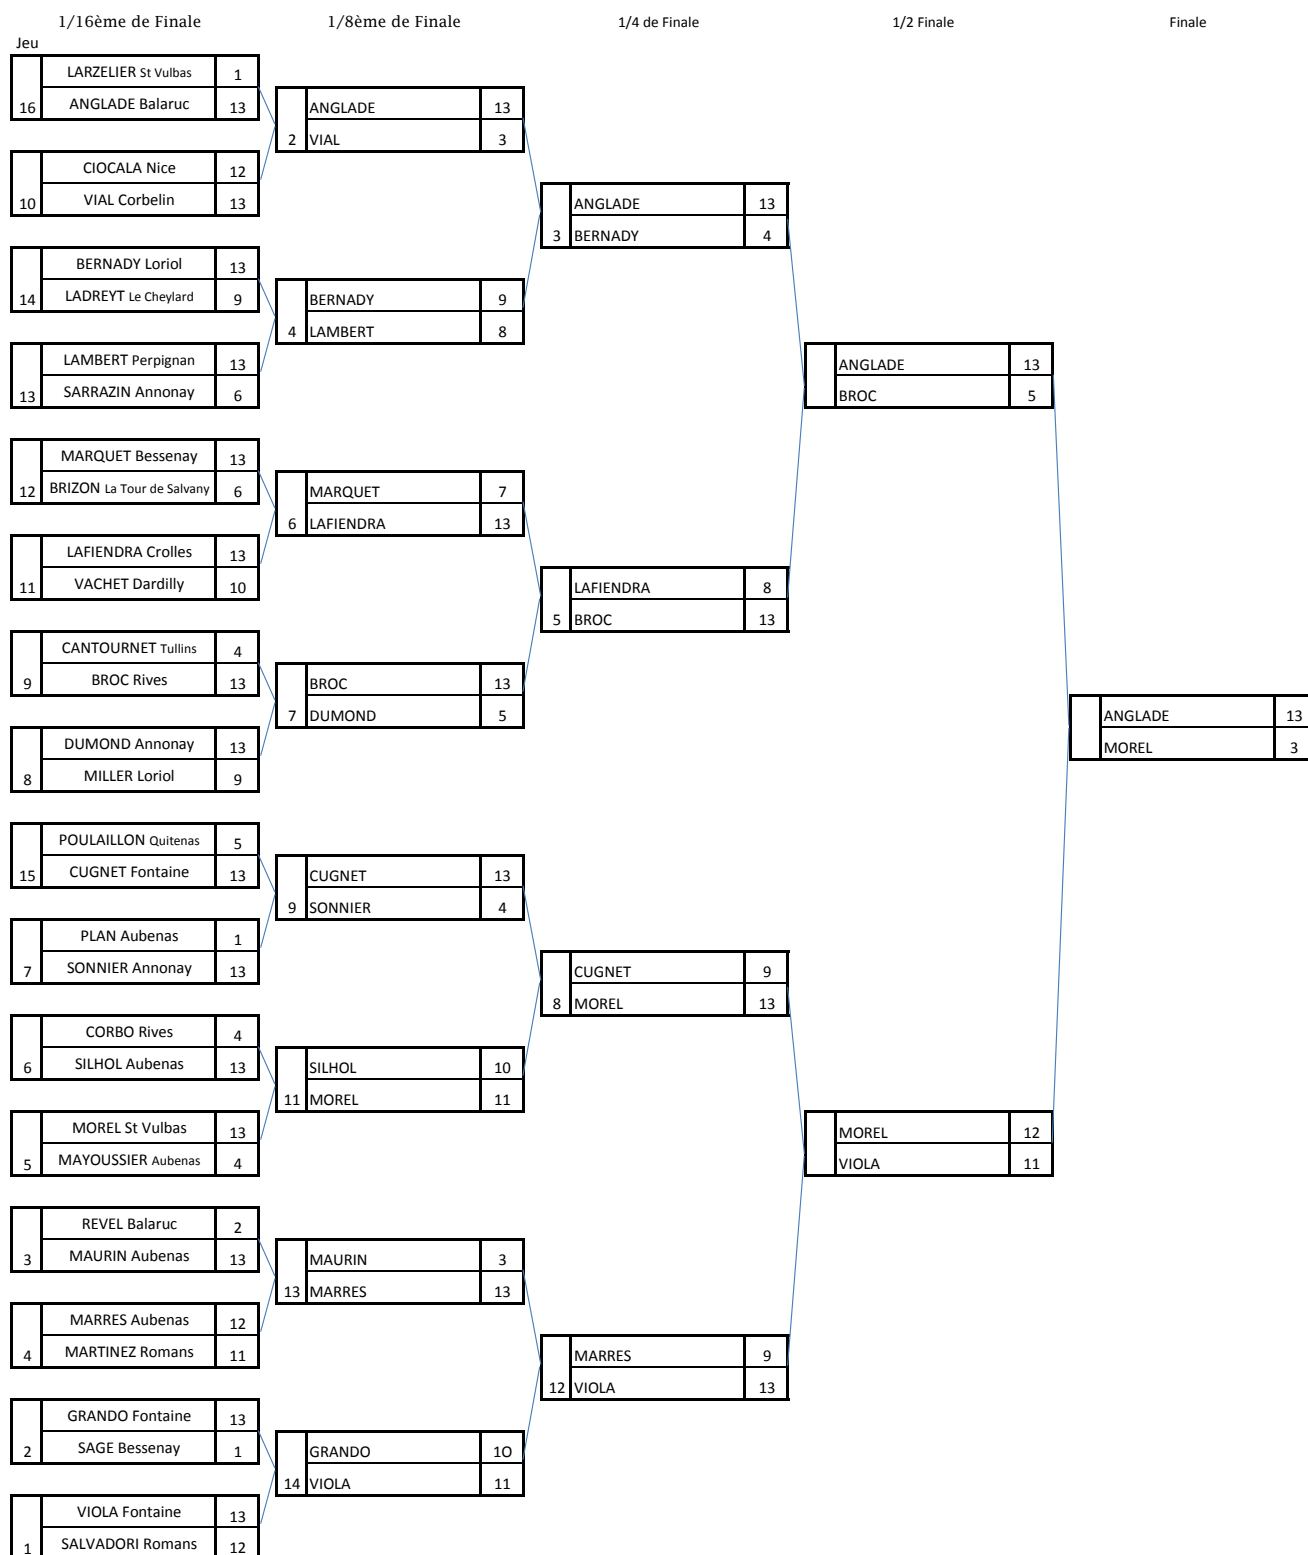 1/16ème de Finale 1/8ème de Finale 1/4 de Finale 1/2 Finale Finale
Jeu
LARZELIER St Vulbas 1
16 ANGLADE Balaruc 13
ANGLADE 13
2 VIAL 3
CIOCALA Nice 12
10 VIAL Corbelin 13
ANGLADE 13
3 BERNADY 4
BERNADY Loriol 13
14 LADREYT Le Cheylard 9
BERNADY 9
4 LAMBERT 8
LAMBERT Perpignan 13
13 SARRAZIN Annonay 6
ANGLADE 13
BROC 5
MARQUET Bessenay 13
12 BRIZON La Tour de Salvany 6
MARQUET 7
6 LAFIENDRA 13
LAFIENDRA Crolles 13
11 VACHET Dardilly 10
LAFIENDRA 8
5 BROC 13
CANTOURNET Tullins 4
9 BROC Rives 13
BROC 13
7 DUMOND 5
DUMOND Annonay 13
8 MILLER Loriol 9
ANGLADE 13
MOREL 3
POULAILLON Quitenas 5
15 CUGNET Fontaine 13
CUGNET 13
9 SONNIER 4
PLAN Aubenas 1
7 SONNIER Annonay 13
CUGNET 9
8 MOREL 13
CORBO Rives 4
6 SILHOL Aubenas 13
SILHOL 10
11 MOREL 11
MOREL St Vulbas 13
5 MAYOUSSIER Aubenas 4
MOREL 12
VIOLA 11
REVEL Balaruc 2
3 MAURIN Aubenas 13
MAURIN 3
13 MARRES 13
MARRES Aubenas 12
4 MARTINEZ Romans 11
MARRES 9
12 VIOLA 13
GRANDO Fontaine 13
2 SAGE Bessenay 1
GRANDO 1O
14 VIOLA 11
VIOLA Fontaine 13
1 SALVADORI Romans 12